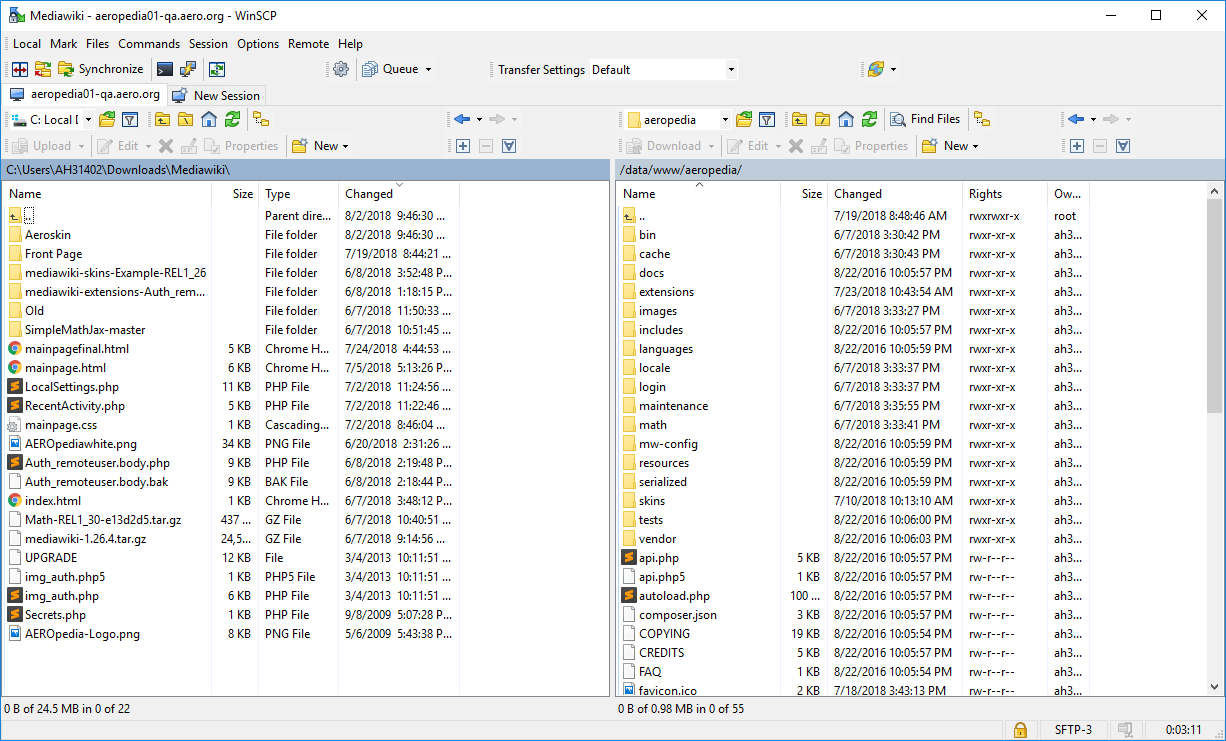 Mediawiki - aeropedia01-qa.aero.org - WinSCP
Local Mark Files Commands Session Options Remote Help
Synchronize Queue Transfer Settings Default
aeropedia01-qa.aero.org New Session
C: Local [ aeropedia Find Files
Upload Edit Properties New Download Edit Properties New
C:\Users\AH31402\Downloads\Mediawiki\ /data/www/aeropedia/
Name Size Type Changed
.. Parent dire... 8/2/2018 9:46:30 ...
Aeroskin File folder 8/2/2018 9:46:30 ...
Front Page File folder 7/19/2018 8:44:21 ...
mediawiki-skins-Example-REL1_26 File folder 6/8/2018 3:52:48 P...
mediawiki-extensions-Auth_rem... File folder 6/8/2018 1:18:15 P...
Old File folder 6/7/2018 11:50:33 ...
SimpleMathJax-master File folder 6/7/2018 10:51:45 ...
mainpagefinal.html 5 KB Chrome H... 7/24/2018 4:44:53 ...
mainpage.html 6 KB Chrome H... 7/5/2018 5:13:26 P...
LocalSettings.php 11 KB PHP File 7/2/2018 11:24:56 ...
RecentActivity.php 5 KB PHP File 7/2/2018 11:22:46 ...
mainpage.css 1 KB Cascading... 7/2/2018 8:46:04 ...
AEROpediawhite.png 34 KB PNG File 6/20/2018 2:31:26 ...
Auth_remoteuser.body.php 9 KB PHP File 6/8/2018 2:19:48 P...
Auth_remoteuser.body.bak 9 KB BAK File 6/8/2018 2:18:44 P...
index.html 1 KB Chrome H... 6/7/2018 3:48:12 P...
Math-REL1_30-e13d2d5.tar.gz 437 ... GZ File 6/7/2018 10:40:51 ...
mediawiki-1.26.4.tar.gz 24,5... GZ File 6/7/2018 9:14:56 ...
UPGRADE 12 KB File 3/4/2013 10:11:51 ...
img_auth.php5 1 KB PHP5 File 3/4/2013 10:11:51 ...
img_auth.php 6 KB PHP File 3/4/2013 10:11:51 ...
Secrets.php 1 KB PHP File 9/8/2009 5:07:28 P...
AEROpedia-Logo.png 8 KB PNG File 5/6/2009 5:43:38 P...
Name Size Changed Rights Ow...
.. 7/19/2018 8:48:46 AM rwxrwxr-x root
bin 6/7/2018 3:30:42 PM rwxr-xr-x ah3...
cache 6/7/2018 3:30:43 PM rwxr-xr-x ah3...
docs 8/22/2016 10:05:57 PM rwxr-xr-x ah3...
extensions 7/23/2018 10:43:54 AM rwxr-xr-x ah3...
images 6/7/2018 3:33:27 PM rwxr-xr-x ah3...
includes 8/22/2016 10:05:57 PM rwxr-xr-x ah3...
languages 8/22/2016 10:05:59 PM rwxr-xr-x ah3...
locale 6/7/2018 3:33:37 PM rwxr-xr-x ah3...
login 6/7/2018 3:33:37 PM rwxr-xr-x ah3...
maintenance 6/7/2018 3:35:55 PM rwxr-xr-x ah3...
math 6/7/2018 3:33:41 PM rwxr-xr-x ah3...
mw-config 8/22/2016 10:05:59 PM rwxr-xr-x ah3...
resources 8/22/2016 10:05:59 PM rwxr-xr-x ah3...
serialized 8/22/2016 10:05:59 PM rwxr-xr-x ah3...
skins 7/10/2018 10:13:10 AM rwxr-xr-x ah3...
tests 8/22/2016 10:06:00 PM rwxr-xr-x ah3...
vendor 8/22/2016 10:06:03 PM rwxr-xr-x ah3...
api.php 5 KB 8/22/2016 10:05:57 PM rw-r--r-- ah3...
api.php5 1 KB 8/22/2016 10:05:57 PM rw-r--r-- ah3...
autoload.php 100 ... 8/22/2016 10:05:57 PM rw-r--r-- ah3...
composer.json 3 KB 8/22/2016 10:05:57 PM rw-r--r-- ah3...
COPYING 19 KB 8/22/2016 10:05:54 PM rw-r--r-- ah3...
CREDITS 5 KB 8/22/2016 10:05:57 PM rw-r--r-- ah3...
FAQ 1 KB 8/22/2016 10:05:54 PM rw-r--r-- ah3...
favicon.ico 2 KB 7/18/2018 3:43:13 PM rw-r--r-- ah3...
0 B of 24.5 MB in 0 of 22 0 B of 0.98 MB in 0 of 55
SFTP-3 0:03:11